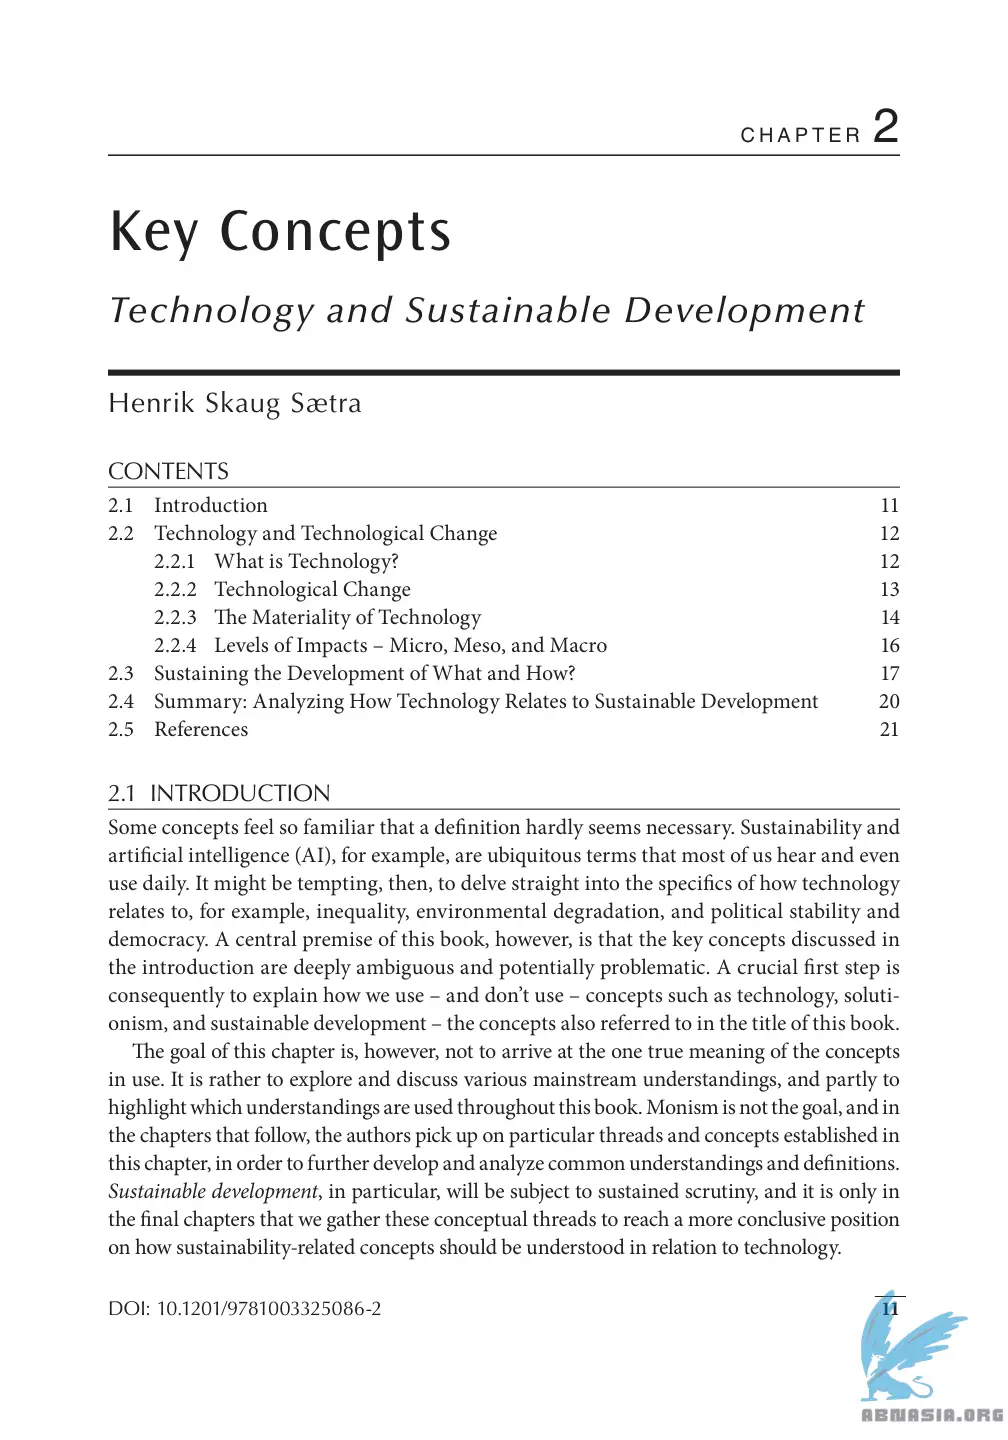 CHAPTER 2
Key Concepts
Technology and Sustainable Development
Henrik Skaug Sætra
CONTENTS
2.1 Introduction 11
2.2 Technology and Technological Change 12
2.2.1 What is Technology? 12
2.2.2 Technological Change 13
2.2.3 The Materiality of Technology 14
2.2.4 Levels of Impacts – Micro, Meso, and Macro 16
2.3 Sustaining the Development of What and How? 17
2.4 Summary: Analyzing How Technology Relates to Sustainable Development 20
2.5 References 21
2.1 INTRODUCTION
Some concepts feel so familiar that a definition hardly seems necessary. Sustainability and
artificial intelligence (AI), for example, are ubiquitous terms that most of us hear and even
use daily. It might be tempting, then, to delve straight into the specifics of how technology
relates to, for example, inequality, environmental degradation, and political stability and
democracy. A central premise of this book, however, is that the key concepts discussed in
the introduction are deeply ambiguous and potentially problematic. A crucial first step is
consequently to explain how we use – and don’t use – concepts such as technology, soluti-
onism, and sustainable development – the concepts also referred to in the title of this book.
The goal of this chapter is, however, not to arrive at the one true meaning of the concepts
in use. It is rather to explore and discuss various mainstream understandings, and partly to
highlight which understandings are used throughout this book. Monism is not the goal, and in
the chapters that follow, the authors pick up on particular threads and concepts established in
this chapter, in order to further develop and analyze common understandings and definitions.
Sustainable development, in particular, will be subject to sustained scrutiny, and it is only in
the final chapters that we gather these conceptual threads to reach a more conclusive position
on how sustainability-related concepts should be understood in relation to technology.
DOI: 10.1201/9781003325086-2 11
ABNASIA.ORG